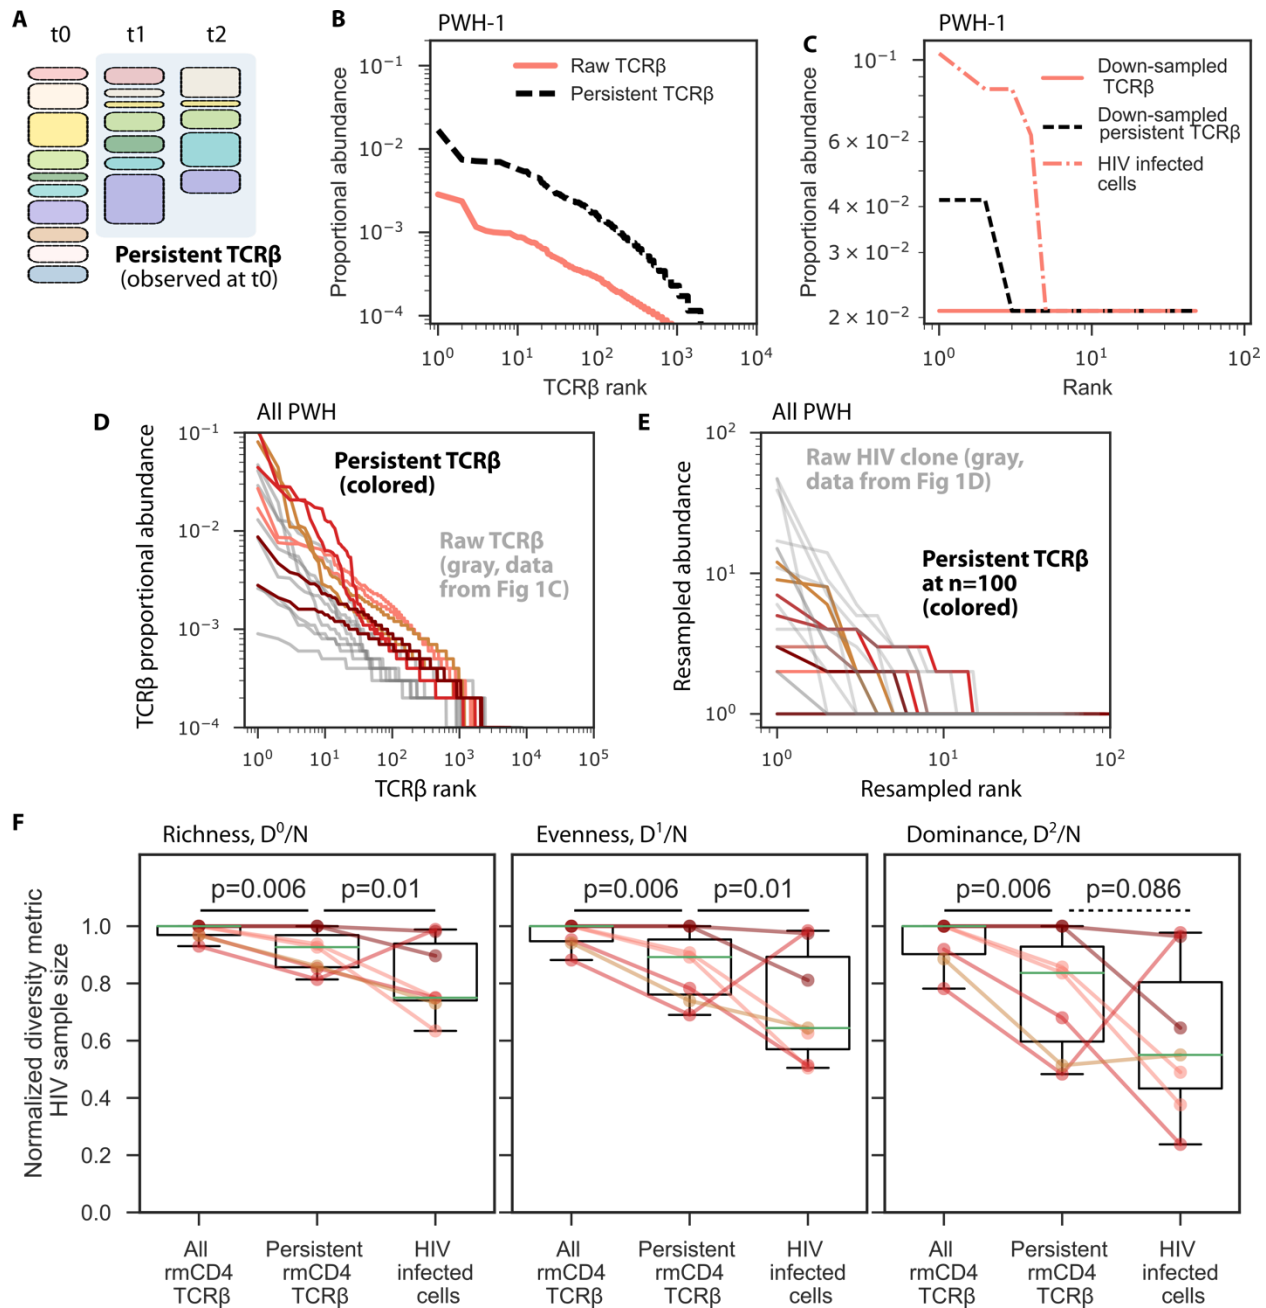 A
t0
t1
t2
Persistent TCRβ
(observed at t0)
B
PWH-1
Proportional abundance
10⁻¹
10⁻²
10⁻³
10⁻⁴
Raw TCRβ
Persistent TCRβ
10⁰
10¹
10²
10³
10⁴
TCRβ rank
C
PWH-1
Proportional abundance
10⁻¹
6 × 10⁻²
4 × 10⁻²
3 × 10⁻²
2 × 10⁻²
Down-sampled
TCRβ
Down-sampled
persistent TCRβ
HIV infected
cells
10⁰
10¹
10²
Rank
D
All PWH
TCRβ proportional abundance
10⁻¹
10⁻²
10⁻³
10⁻⁴
Persistent TCRβ
(colored)
Raw TCRβ
(gray, data
from Fig 1C)
10⁰
10¹
10²
10³
10⁴
10⁵
TCRβ rank
E
All PWH
Resampled abundance
10²
10¹
10⁰
Raw HIV clone (gray,
data from Fig 1D)
Persistent TCRβ
at n=100
(colored)
10⁰
10¹
10²
Resampled rank
F
Normalized diversity metric
HIV sample size
Richness, D⁰/N
p=0.006
p=0.01
1.0
0.8
0.6
0.4
0.2
0.0
All
rmCD4
TCRβ
Persistent
rmCD4
TCRβ
HIV
infected
cells
Evenness, D¹/N
p=0.006
p=0.01
All
rmCD4
TCRβ
Persistent
rmCD4
TCRβ
HIV
infected
cells
Dominance, D²/N
p=0.006
p=0.086
All
rmCD4
TCRβ
Persistent
rmCD4
TCRβ
HIV
infected
cells